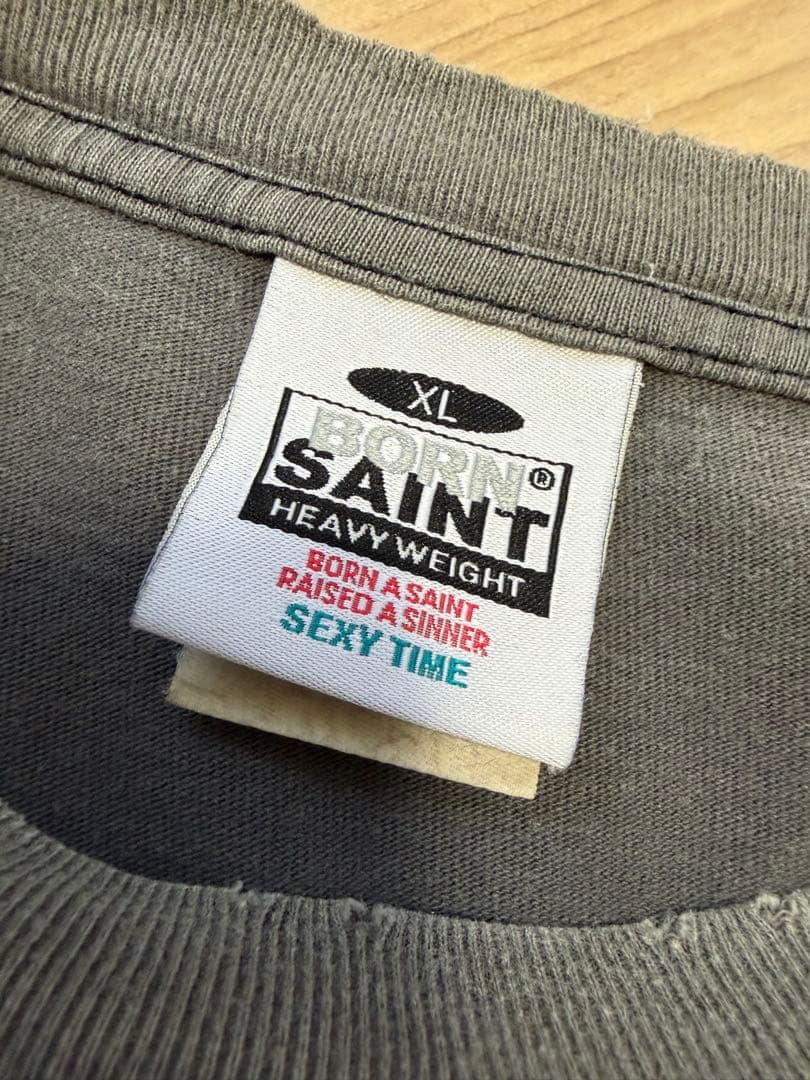 XL
BORN
SAINT®
HEAVY WEIGHT
BORN A SAINT
RAISED A SINNER
SEXY TIME